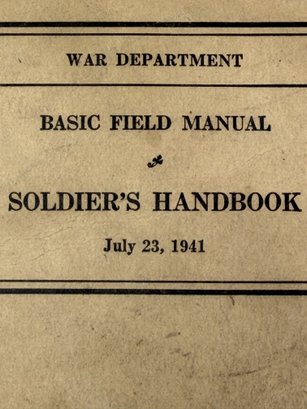 WAR DEPARTMENT
BASIC FIELD MANUAL
SOLDIER'S HANDBOOK
July 23, 1941